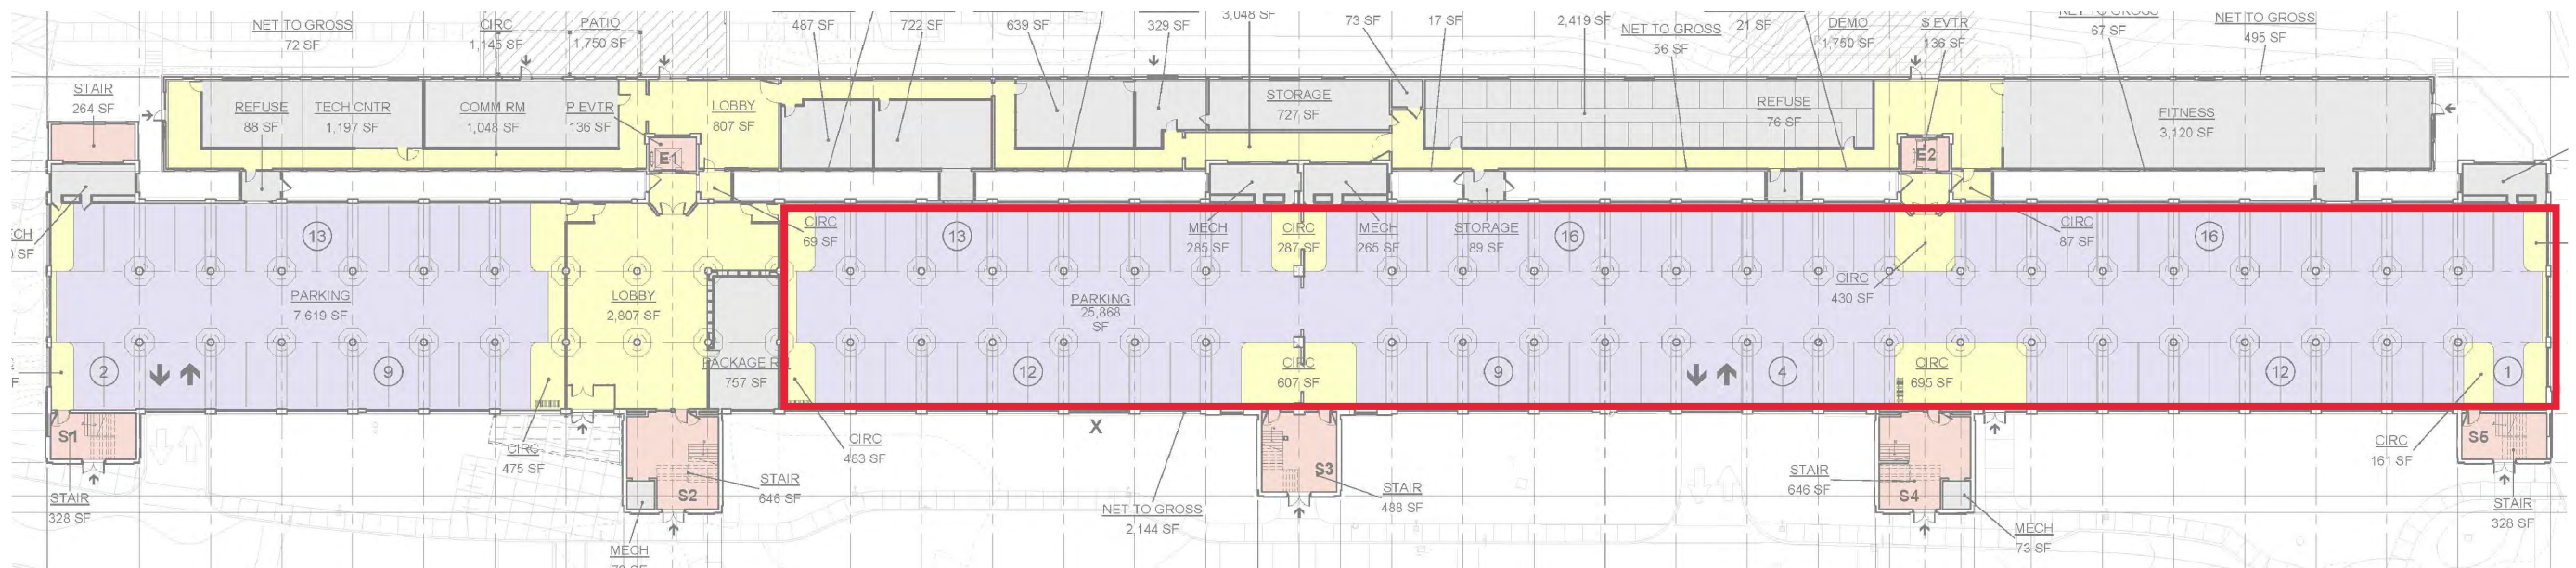 NET TO GROSS
72 SF
CIRC
1,145 SF
PATIO
1,750 SF
487 SF
722 SF
639 SF
329 SF
3,048 SF
73 SF
17 SF
2,419 SF
NET TO GROSS
56 SF
21 SF
DEMO
1,750 SF
S EVTR
136 SF
NET TO GROSS
67 SF
NET TO GROSS
495 SF
STAIR
264 SF
REFUSE
88 SF
TECH CNTR
1,197 SF
COMM RM
1,048 SF
P EVTR
136 SF
LOBBY
807 SF
STORAGE
727 SF
REFUSE
76 SF
FITNESS
3,120 SF
E1
E2
13
CIRC
69 SF
13
MECH
285 SF
CIRC
287 SF
MECH
265 SF
STORAGE
89 SF
16
CIRC
87 SF
16
CIRC
430 SF
PARKING
7,619 SF
LOBBY
2,807 SF
PARKING
25,868
SF
2
9
PACKAGE
757 SF
12
CIRC
607 SF
9
4
CIRC
695 SF
12
1
S1
CIRC
475 SF
X
CIRC
483 SF
CIRC
161 SF
S5
STAIR
328 SF
S2
STAIR
646 SF
S3
STAIR
488 SF
STAIR
646 SF
S4
NET TO GROSS
2,144 SF
STAIR
328 SF
MECH
MECH
73 SF